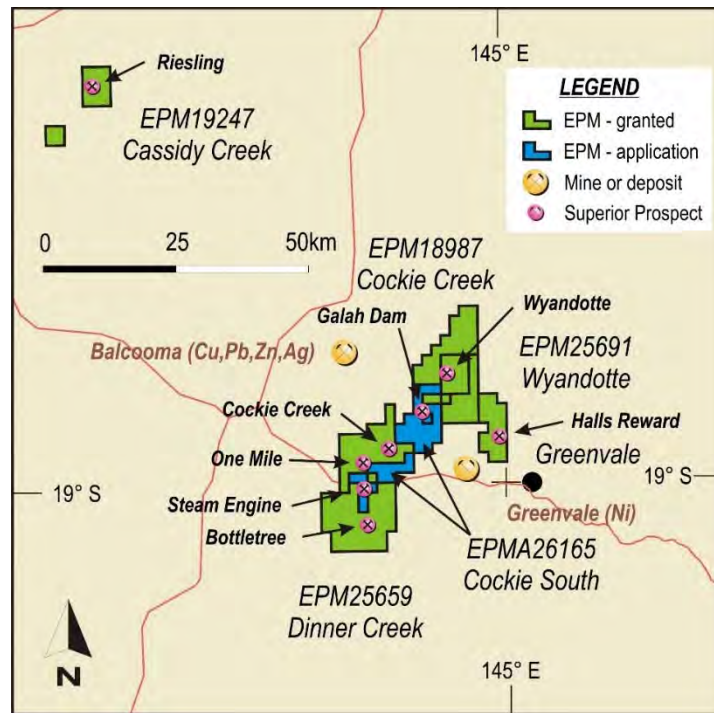 145° E
Riesling
EPM19247
Cassidy Creek
LEGEND
EPM - granted
EPM - application
Mine or deposit
Superior Prospect
0 25 50km
EPM18987
Cockie Creek
Galah Dam
Wyandotte
Balcooma (Cu,Pb,Zn,Ag)
EPM25691
Wyandotte
Cockie Creek
Halls Reward
One Mile
Greenvale
19° S
19° S
Steam Engine
Greenvale (Ni)
Bottletree
EPMA26165
Cockie South
EPM25659
Dinner Creek
N
145° E